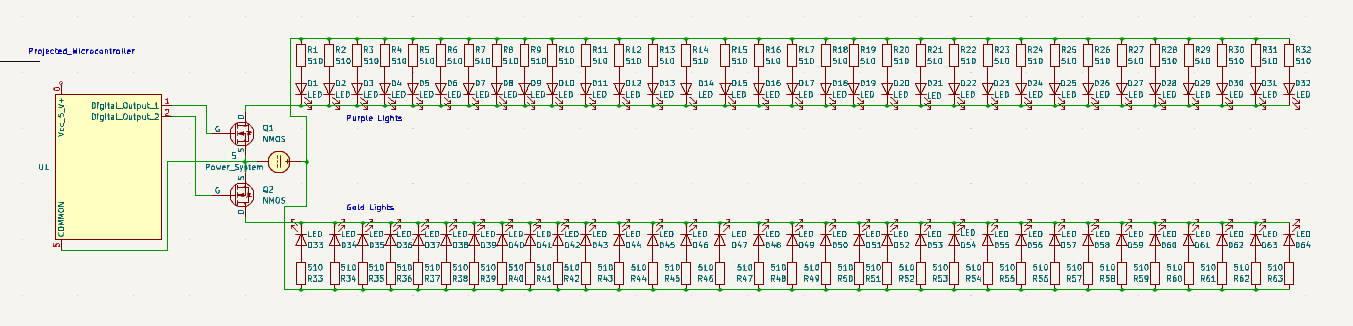 Projected_Microcontroller
R1 R2 R3 R4 R5 R6 R7 R8 R9 R10 R11 R12 R13 R14 R15 R16 R17 R18 R19 R20 R21 R22 R23 R24 R25 R26 R27 R28 R29 R30 R31 R32
510 510 510 510 510 510 510 510 510 510 510 510 510 510 510 510 510 510 510 510 510 510 510 510 510 510 510 510 510 510 510 510
D1 D2 D3 D4 D5 D6 D7 D8 D9 D10 D11 D12 D13 D14 D15 D16 D17 D18 D19 D20 D21 D22 D23 D24 D25 D26 D27 D28 D29 D30 D31 D32
LED LED LED LED LED LED LED LED LED LED LED LED LED LED LED LED LED LED LED LED LED LED LED LED LED LED LED LED LED LED LED LED
Purple Lights
Vcc_5_V+
Digital_Output_1
1
Digital_Output_2
2
COMMON
5
U1
D
G
S
Q1
NMOS
Power_System
S
G
D
Q2
NMOS
Gold Lights
LED LED LED LED LED LED LED LED LED LED LED LED LED LED LED LED LED LED LED LED LED LED LED LED LED LED LED LED LED LED LED LED
D33 D34 D35 D36 D37 D38 D39 D40 D41 D42 D43 D44 D45 D46 D47 D48 D49 D50 D51 D52 D53 D54 D55 D56 D57 D58 D59 D60 D61 D62 D63 D64
510 510 510 510 510 510 510 510 510 510 510 510 510 510 510 510 510 510 510 510 510 510 510 510 510 510 510 510 510 510 510
R33 R34 R35 R36 R37 R38 R39 R40 R41 R42 R43 R44 R45 R46 R47 R48 R49 R50 R51 R52 R53 R54 R55 R56 R57 R58 R59 R60 R61 R62 R63